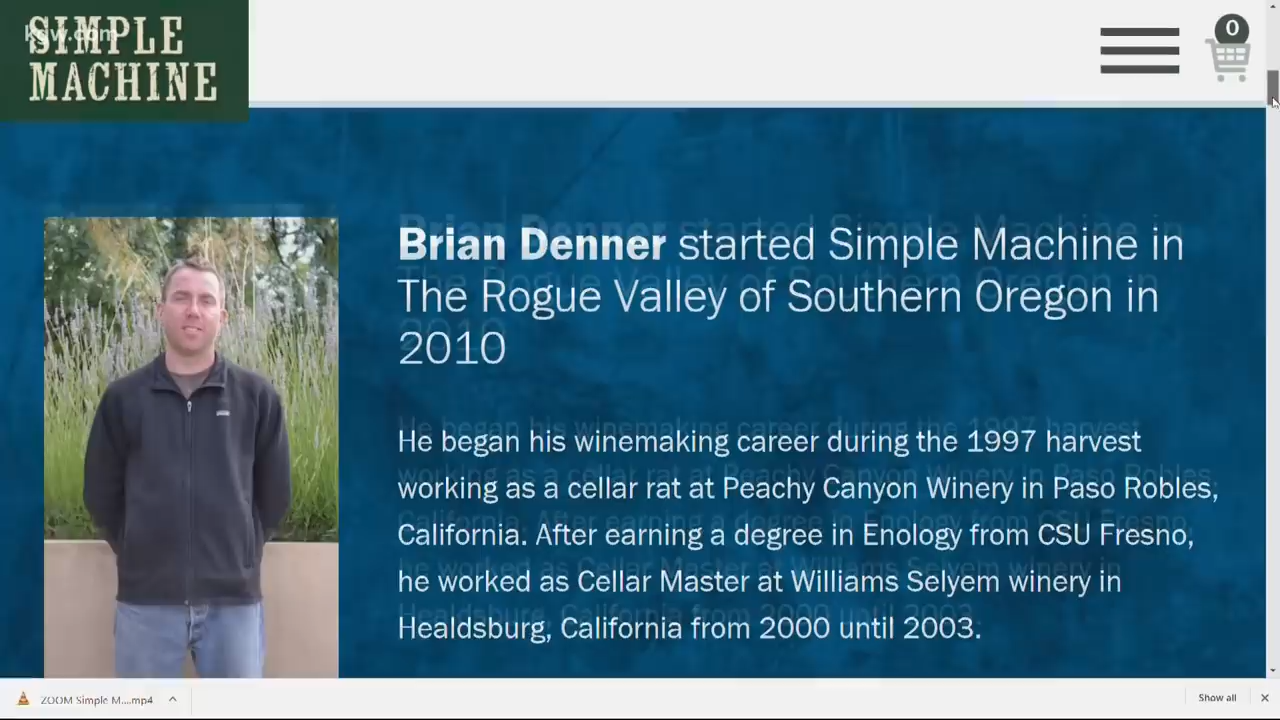 kgw.com
SIMPLE
MACHINE
0
Brian Denner started Simple Machine in
The Rogue Valley of Southern Oregon in
2010
He began his winemaking career during the 1997 harvest
working as a cellar rat at Peachy Canyon Winery in Paso Robles,
California. After earning a degree in Enology from CSU Fresno,
he worked as Cellar Master at Williams Selyem winery in
Healdsburg, California from 2000 until 2003.
ZOOM Simple M....mp4
Show all